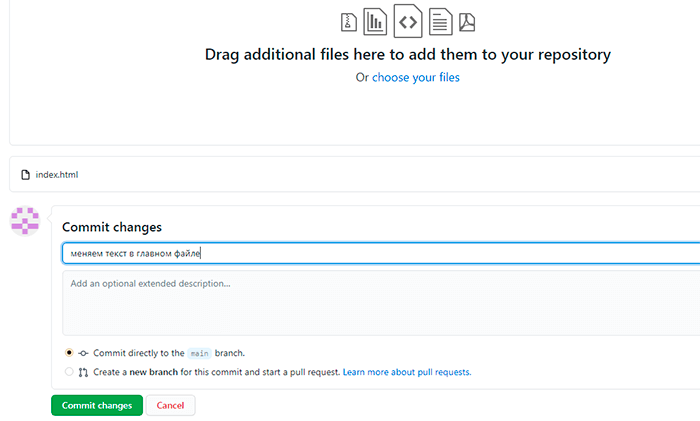 Drag additional files here to add them to your repository
Or choose your files
index.html
Commit changes
меняем текст в главном файле
Add an optional extended description...
Commit directly to the main branch.
Create a new branch for this commit and start a pull request. Learn more about pull requests.
Commit changes Cancel